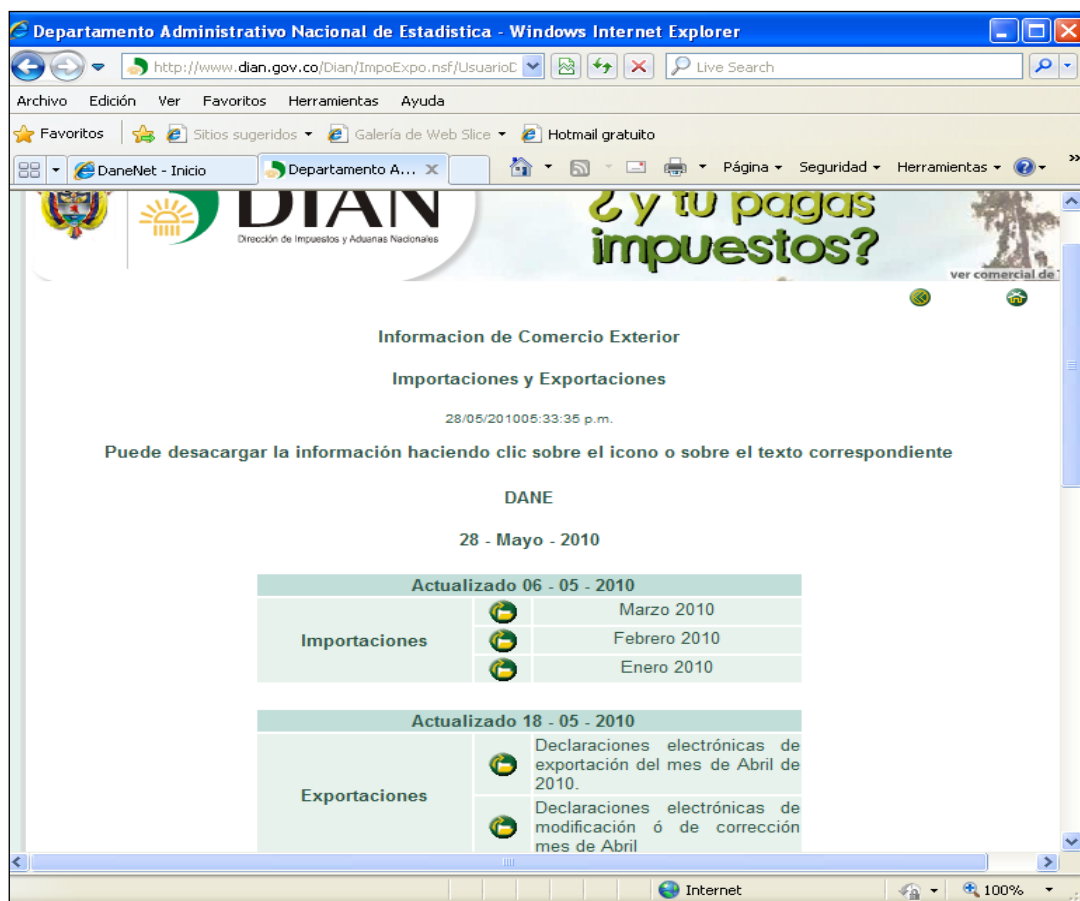 Departamento Administrativo Nacional de Estadistica - Windows Internet Explorer
http://www.dian.gov.co/Dian/ImpoExpo.nsf/UsuarioD
Live Search
Archivo Edición Ver Favoritos Herramientas Ayuda
Favoritos Sitios sugeridos Galería de Web Slice Hotmail gratuito
DaneNet - Inicio Departamento A... Página Seguridad Herramientas »
DIAN
Dirección de Impuestos y Aduanas Nacionales
¿y tú pagas
impuestos?
ver comercial de
Informacion de Comercio Exterior
Importaciones y Exportaciones
28/05/201005:33:35 p.m.
Puede desacargar la información haciendo clic sobre el icono o sobre el texto correspondiente
DANE
28 - Mayo - 2010
Actualizado 06 - 05 - 2010
Importaciones
Marzo 2010
Febrero 2010
Enero 2010
Actualizado 18 - 05 - 2010
Exportaciones
Declaraciones electrónicas de
exportación del mes de Abril de
2010.
Declaraciones electrónicas de
modificación ó de corrección
mes de Abril
Internet 100%